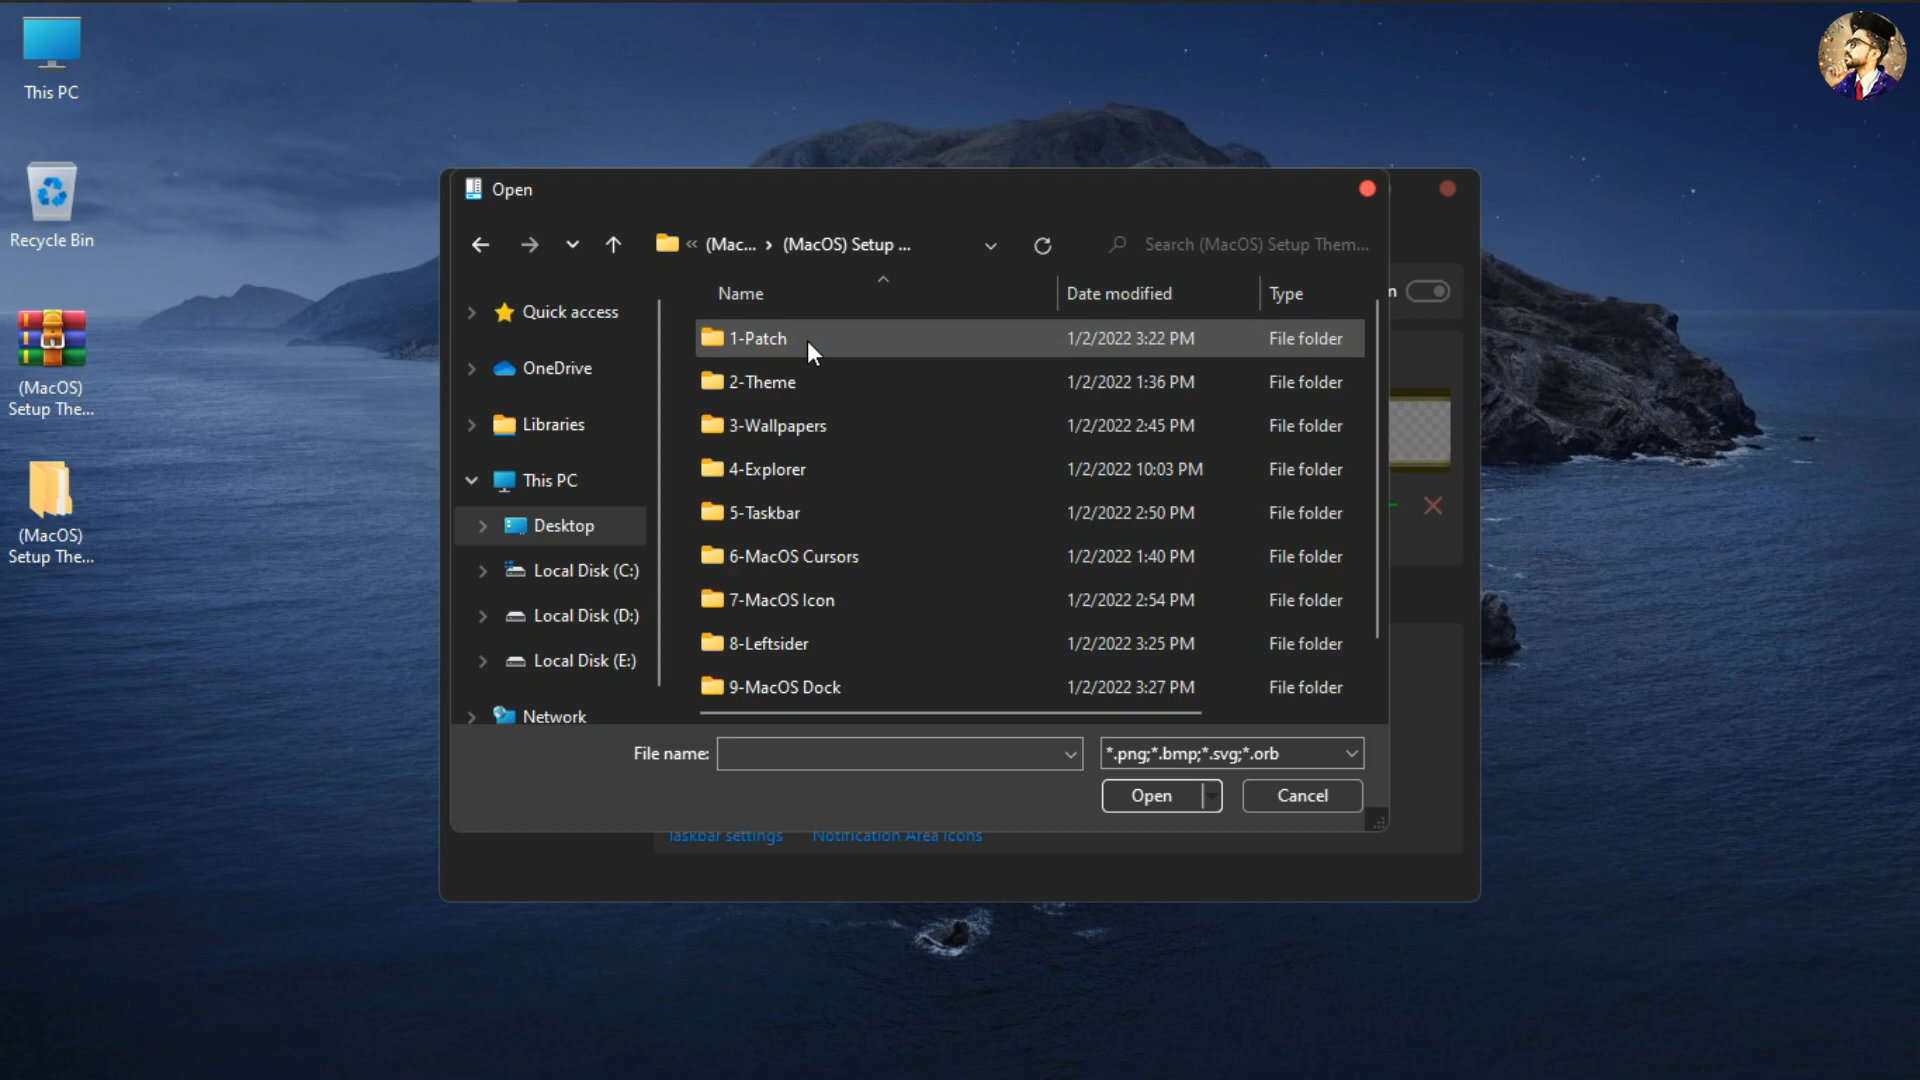 This PC
Recycle Bin
(MacOS)
Setup The...
(MacOS)
Setup The...
Open
« (Mac... › (MacOS) Setup ...
Search (MacOS) Setup Them...
Quick access
OneDrive
Libraries
This PC
Desktop
Local Disk (C:)
Local Disk (D:)
Local Disk (E:)
Network
Name Date modified Type
1-Patch 1/2/2022 3:22 PM File folder
2-Theme 1/2/2022 1:36 PM File folder
3-Wallpapers 1/2/2022 2:45 PM File folder
4-Explorer 1/2/2022 10:03 PM File folder
5-Taskbar 1/2/2022 2:50 PM File folder
6-MacOS Cursors 1/2/2022 1:40 PM File folder
7-MacOS Icon 1/2/2022 2:54 PM File folder
8-Leftsider 1/2/2022 3:25 PM File folder
9-MacOS Dock 1/2/2022 3:27 PM File folder
n
File name:
*.png;*.bmp;*.svg;*.orb
Open Cancel
Taskbar settings Notification Area Icons